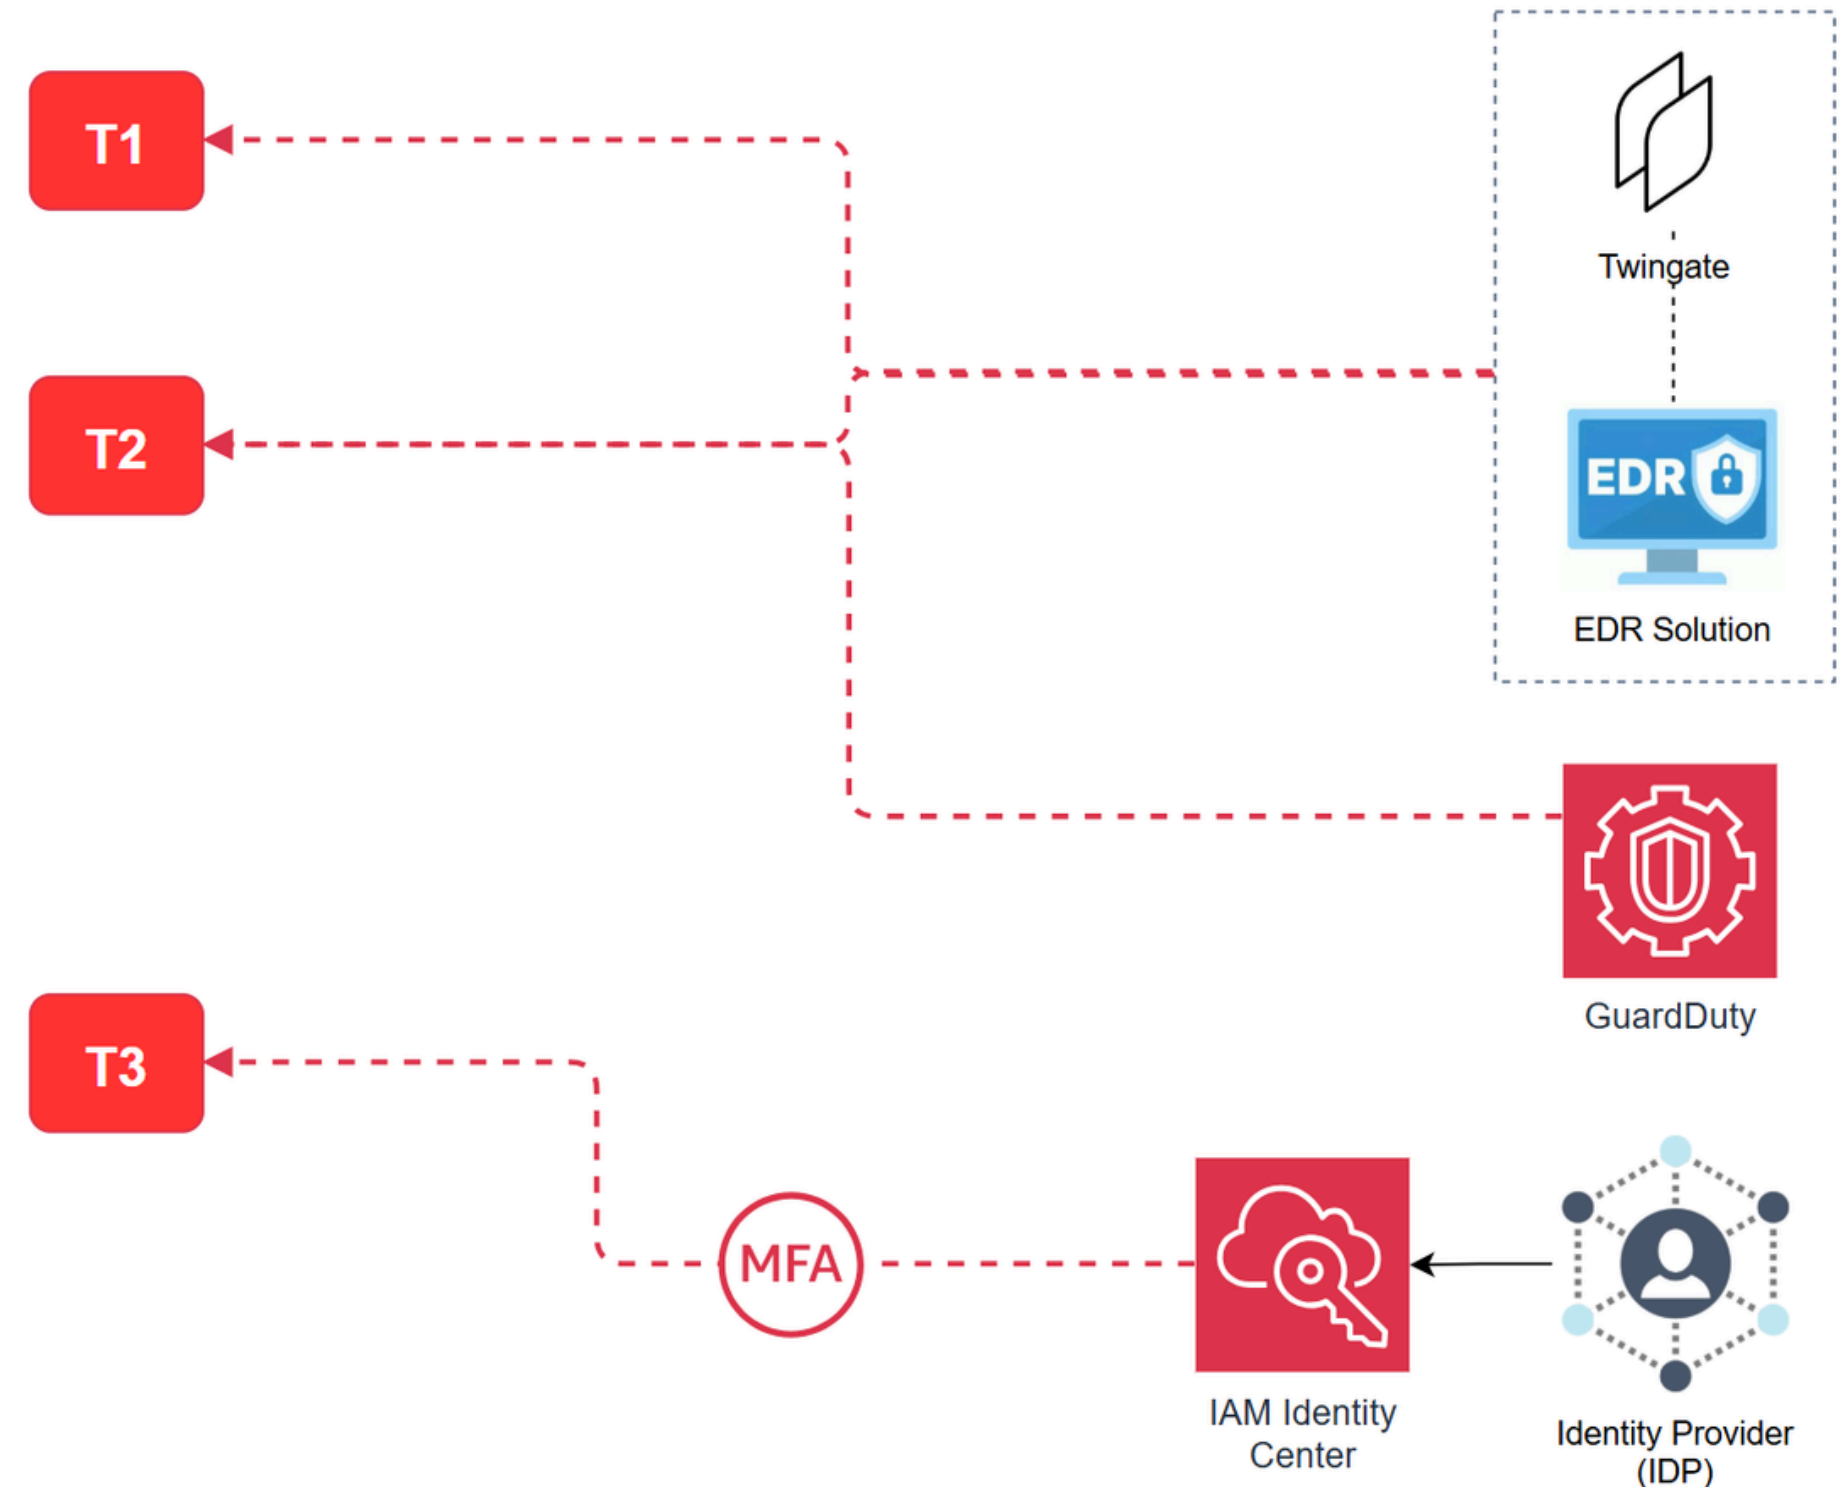 T1
Twingate
T2
EDR
EDR Solution
GuardDuty
T3
MFA
IAM Identity
Center
Identity Provider
(IDP)